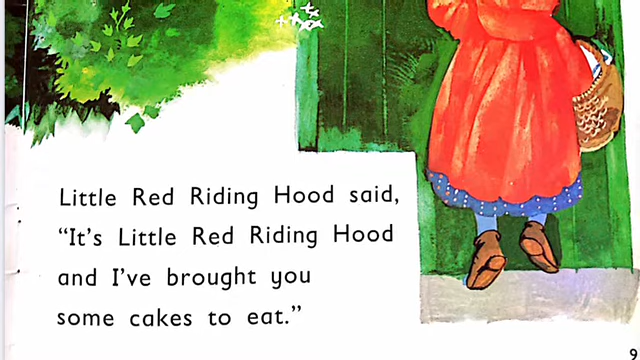 Little Red Riding Hood said,
“It’s Little Red Riding Hood
and I’ve brought you
some cakes to eat.”
9